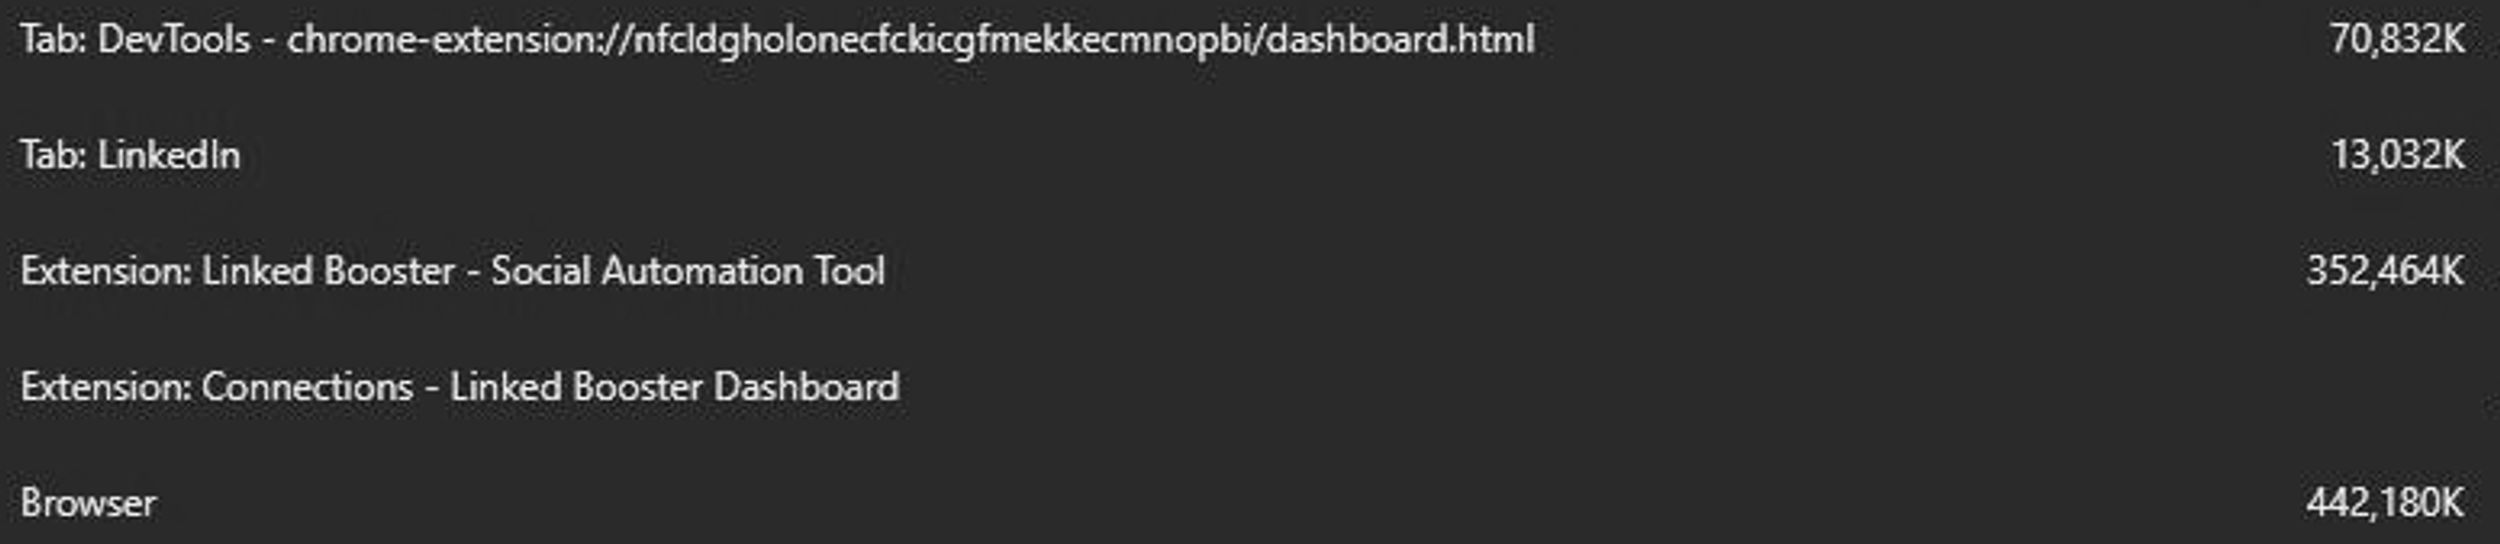 Tab: DevTools - chrome-extension://nfcldgholonecfckicgfmekkecmnopbi/dashboard.html 70,832K
Tab: LinkedIn 13,032K
Extension: Linked Booster - Social Automation Tool 352,464K
Extension: Connections - Linked Booster Dashboard
Browser 442,180K